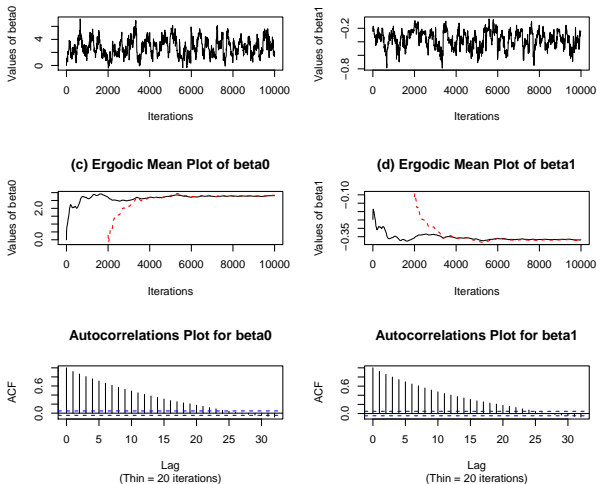 Values of beta0
0 4
0 2000 4000 6000 8000 10000
Iterations
Values of beta1
−0.8 −0.2
0 2000 4000 6000 8000 10000
Iterations
(c) Ergodic Mean Plot of beta0
Values of beta0
0.0 2.0
0 2000 4000 6000 8000 10000
Iterations
(d) Ergodic Mean Plot of beta1
Values of beta1
−0.35 −0.10
0 2000 4000 6000 8000 10000
Iterations
Autocorrelations Plot for beta0
ACF
0.0 0.6
0 5 10 15 20 25 30
Lag
(Thin = 20 iterations)
Autocorrelations Plot for beta1
ACF
0.0 0.6
0 5 10 15 20 25 30
Lag
(Thin = 20 iterations)